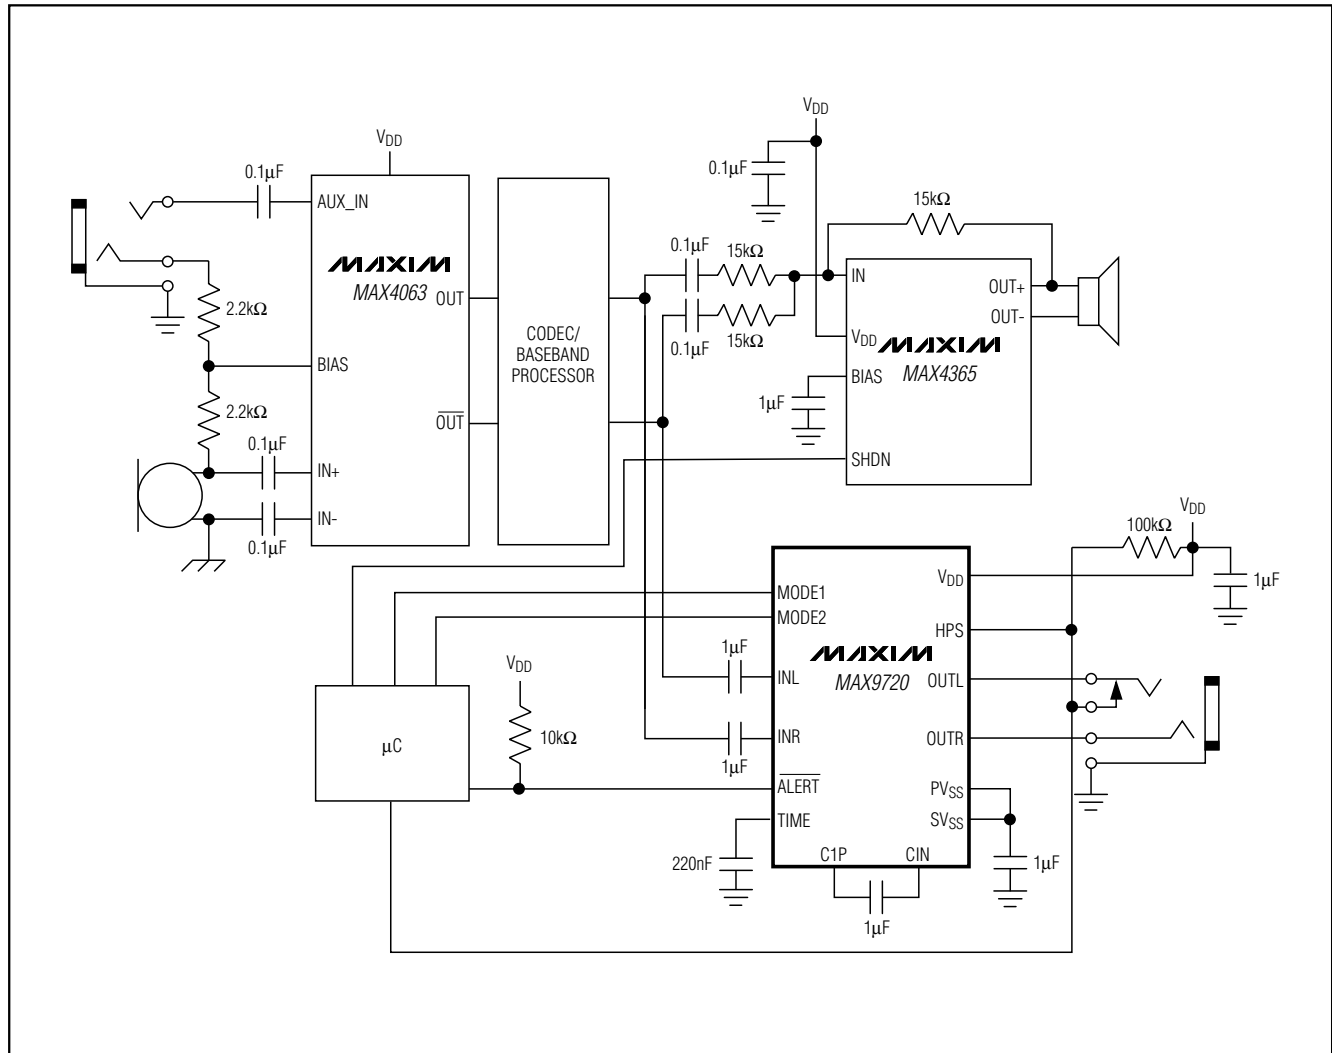 VDD
0.1µF
AUX_IN
MAXIM
MAX4063
OUT
2.2kΩ
BIAS
2.2kΩ
OUT
0.1µF
IN+
IN-
0.1µF
CODEC/
BASEBAND
PROCESSOR
VDD
0.1µF
15kΩ
0.1µF
15kΩ
0.1µF
15kΩ
IN
OUT+
OUT-
VDD
MAXIM
MAX4365
BIAS
1µF
SHDN
VDD
100kΩ
1µF
MODE1
MODE2
VDD
HPS
MAXIM
MAX9720
1µF
INL
OUTL
INR
1µF
OUTR
VDD
10kΩ
µC
ALERT
PVSS
TIME
SVSS
220nF
C1P
CIN
1µF
1µF